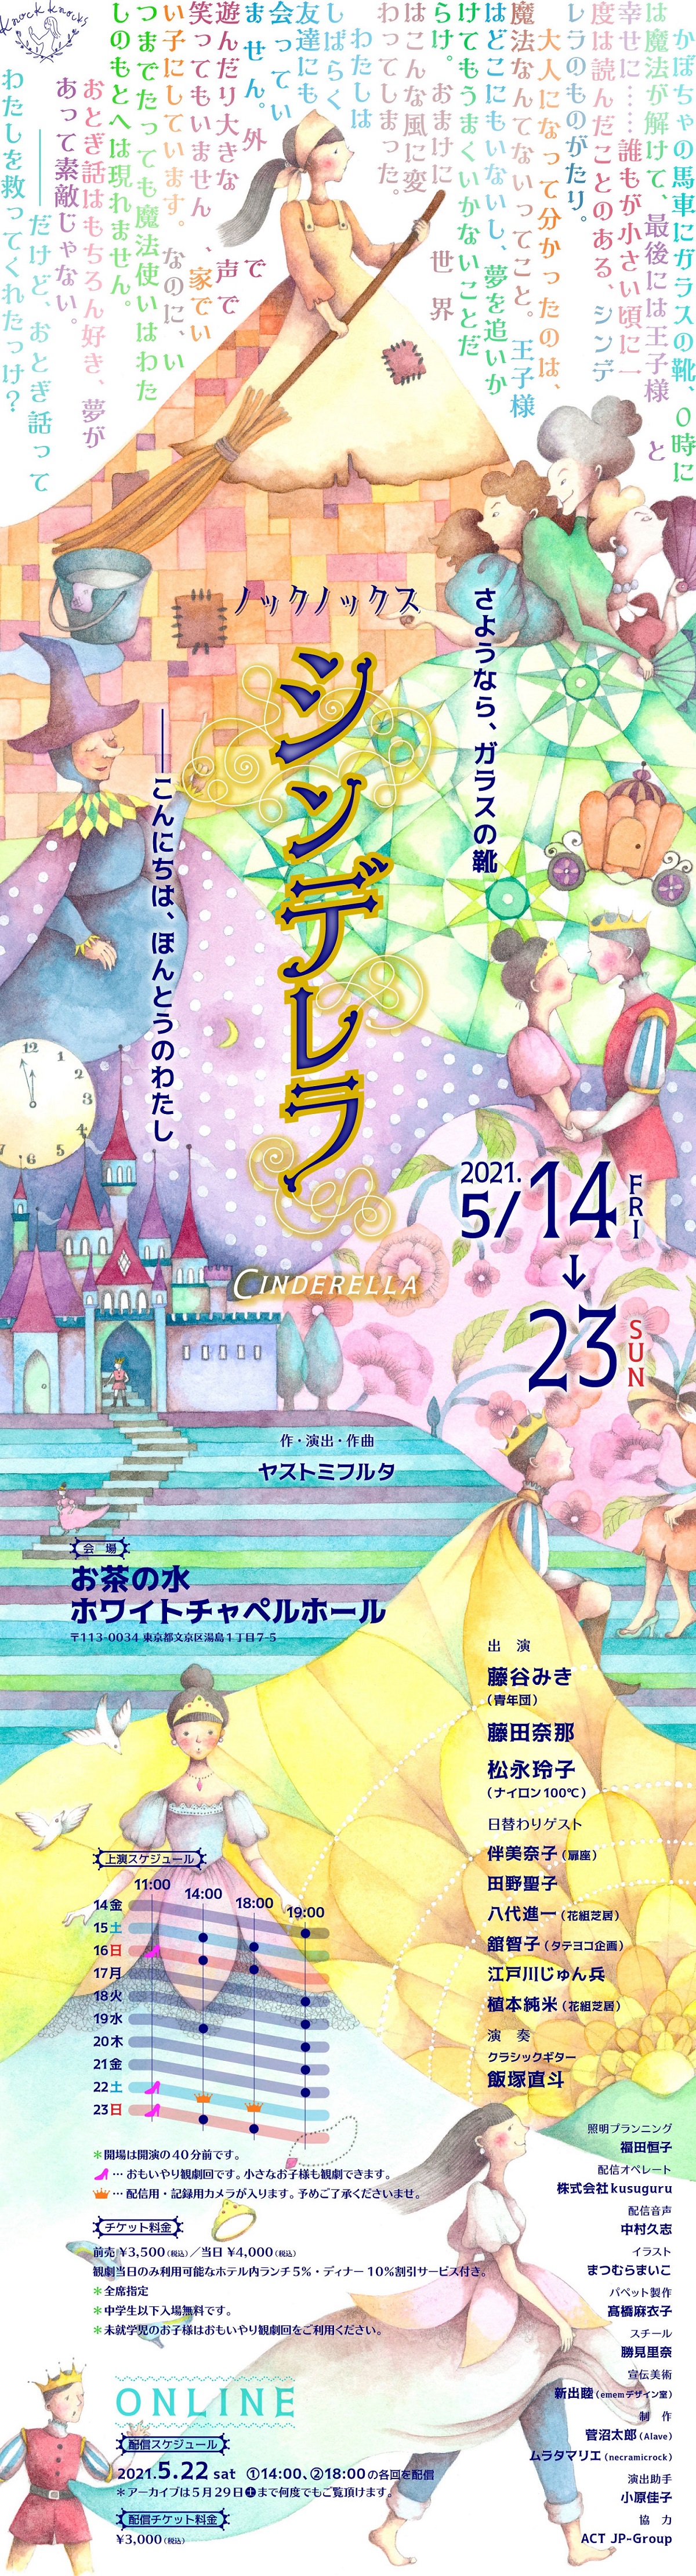 Knock Knocks
かぼちゃの馬車にガラスの靴、０時に
は魔法が解けて、最後には王子様と
幸せに……誰もが小さい頃に一
度は読んだことのある、シンデ
レラのものがたり。
大人になって分かったのは、
魔法なんてないってこと。王子様
はどこにもいないし、夢を追いか
けてもうまくいかないことだ
らけ。おまけに世界
はこんな風に変
わってしまった。
わたしは
しばらく
友達にも
会ってい
ません。外で
遊んだり大きな声で
笑ってもいません、家でい
い子にしています。なのに、い
つまでたっても魔法使いはわた
しのもとへは現れません。
おとぎ話はもちろん好き、夢が
あって素敵じゃない。
――だけど、おとぎ話って
わたしを救ってくれたっけ？
ノックノックス
シンデレラ
さようなら、ガラスの靴
――こんにちは、ほんとうのわたし
12
1
2
3
4
5
6
7
CINDERELLA
2021.
5/14 FRI
↓
23 SUN
作・演出・作曲
ヤストミフルタ
会 場
お茶の水
ホワイトチャペルホール
〒113-0034 東京都文京区湯島1丁目7-5
出 演
藤谷みき
（青年団）
藤田奈那
松永玲子
（ナイロン100℃）
日替わりゲスト
伴美奈子（扉座）
田野聖子
八代進一（花組芝居）
舘智子（タテヨコ企画）
江戸川じゅん兵
植本純米（花組芝居）
演 奏
クラシックギター
飯塚直斗
上演スケジュール
11:00
14:00
18:00
19:00
14金
15土
16日
17月
18火
19水
20木
21金
22土
23日
＊開場は開演の40分前です。
… おもいやり観劇回です。小さなお子様も観劇できます。
… 配信用・記録用カメラが入ります。予めご了承くださいませ。
チケット料金
前売 ¥3,500（税込）／当日 ¥4,000（税込）
観劇当日のみ利用可能なホテル内ランチ5％・ディナー10％割引サービス付き。
＊全席指定
＊中学生以下入場無料です。
＊未就学児のお子様はおもいやり観劇回をご利用ください。
ONLINE
配信スケジュール
2021.5.22 sat ①14:00、②18:00の各回を配信
＊アーカイブは5月29日土まで何度でもご覧頂けます。
配信チケット料金
¥3,000（税込）
照明プランニング
福田恒子
配信オペレート
株式会社kusuguru
配信音声
中村久志
イラスト
まつむらまいこ
パペット製作
髙橋麻衣子
スチール
勝見里奈
宣伝美術
新出睦（ememデザイン室）
制 作
菅沼太郎（Alave）
ムラタマリエ（necramicrock）
演出助手
小原佳子
協 力
ACT JP-Group